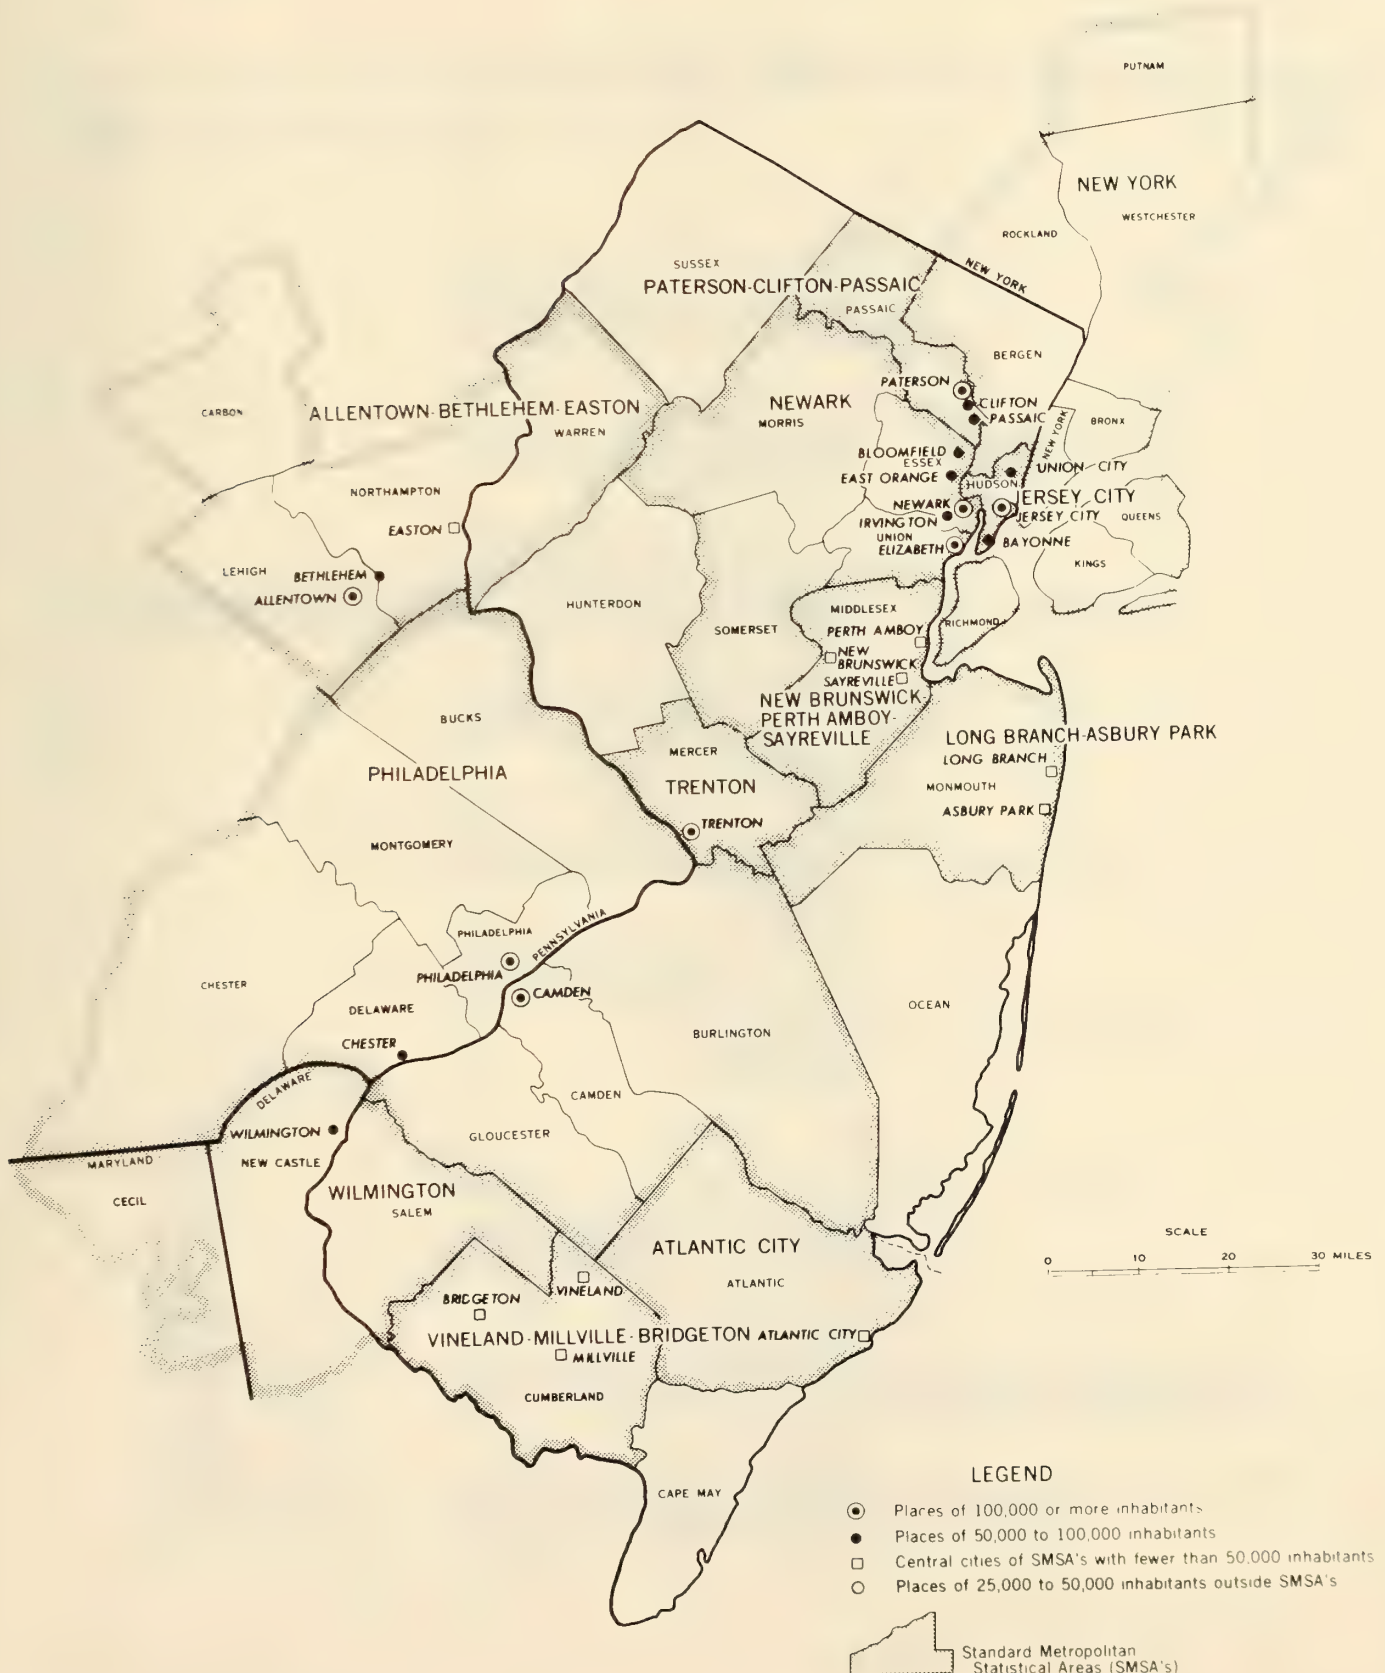 PUTNAM
NEW YORK
WESTCHESTER
ROCKLAND
NEW YORK
SUSSEX
PATERSON-CLIFTON-PASSAIC
PASSAIC
BERGEN
PATERSON
CLIFTON
PASSAIC
NEWARK
MORRIS
ALLENTOWN-BETHLEHEM-EASTON
WARREN
CARBON
NEW YORK
BRONX
BLOOMFIELD
ESSEX
EAST ORANGE
UNION CITY
HUDSON
NORTHAMPTON
EASTON
NEWARK
JERSEY CITY
JERSEY CITY
QUEENS
IRVINGTON
UNION
ELIZABETH
BAYONNE
KINGS
LEHIGH
BETHLEHEM
ALLENTOWN
HUNTERDON
SOMERSET
MIDDLESEX
PERTH AMBOY
RICHMOND
NEW
BRUNSWICK
SAYREVILLE
NEW BRUNSWICK-
PERTH AMBOY-
SAYREVILLE
BUCKS
MERCER
TRENTON
TRENTON
LONG BRANCH-ASBURY PARK
LONG BRANCH
MONMOUTH
ASBURY PARK
PHILADELPHIA
MONTGOMERY
PHILADELPHIA
PENNSYLVANIA
PHILADELPHIA
CAMDEN
CHESTER
DELAWARE
CHESTER
BURLINGTON
OCEAN
DELAWARE
CAMDEN
GLOUCESTER
WILMINGTON
MARYLAND
NEW CASTLE
CECIL
WILMINGTON
SALEM
ATLANTIC CITY
ATLANTIC
SCALE
0 10 20 30 MILES
VINELAND
BRIDGETON
VINELAND-MILLVILLE-BRIDGETON
ATLANTIC CITY
MILLVILLE
CUMBERLAND
CAPE MAY
LEGEND
Places of 100,000 or more inhabitants
Places of 50,000 to 100,000 inhabitants
Central cities of SMSA's with fewer than 50,000 inhabitants
Places of 25,000 to 50,000 inhabitants outside SMSA's
Standard Metropolitan
Statistical Areas (SMSA's)